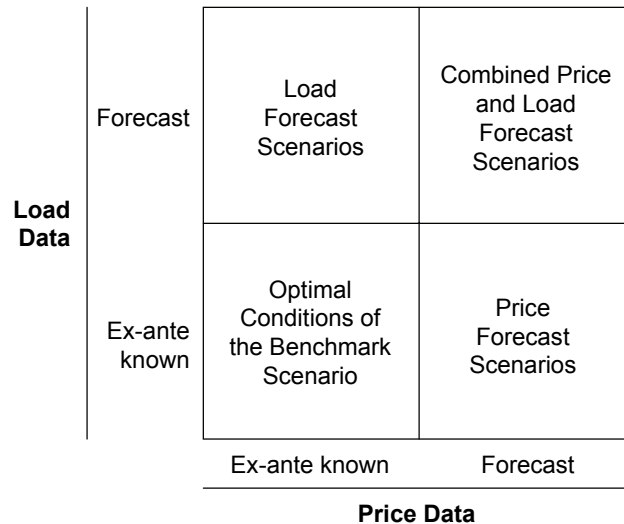 Load
Forecast
Scenarios
Combined Price
and Load
Forecast
Scenarios
Forecast
Load
Data
Optimal
Conditions of
the Benchmark
Scenario
Price
Forecast
Scenarios
Ex-ante
known
Ex-ante known
Forecast
Price Data